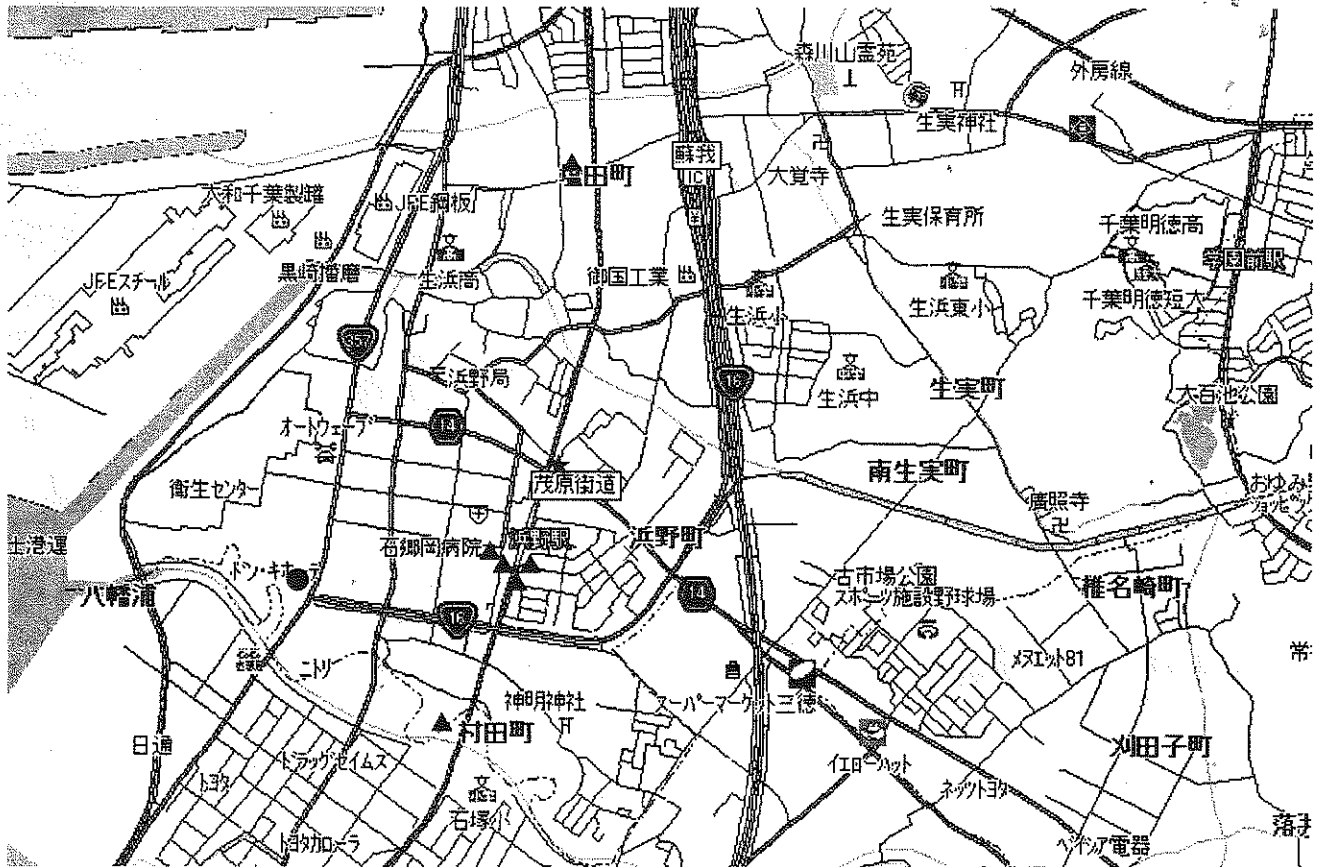 森川山霊苑
外房線
生実神社
蘇我
IC
塩田町
大覚寺
大和千葉製罐
JFE鋼板
生実保育所
千葉明徳高
学園前駅
黒崎播磨
生浜高
御国工業
JFEスチール
生浜小
生浜東小
千葉明徳短大
357
16
浜野局
生浜中
生実町
大百池公園
14
オートウェーブ
茂原街道
南生実町
衛生センター
廣照寺
おゆみ野
石郷岡病院
浜野駅
浜野町
古市場公園
スポーツ施設野球場
椎名崎町
ドン・キホーテ
八幡浦
16
14
ニトリ
メヌエット81
神明神社
スーパーマーケット三徳
村田町
刈田子町
日通
ドラッグセイムス
イエローハット
トヨタ
ネッツトヨタ
石塚小
トヨタカローラ
ベイシア電器